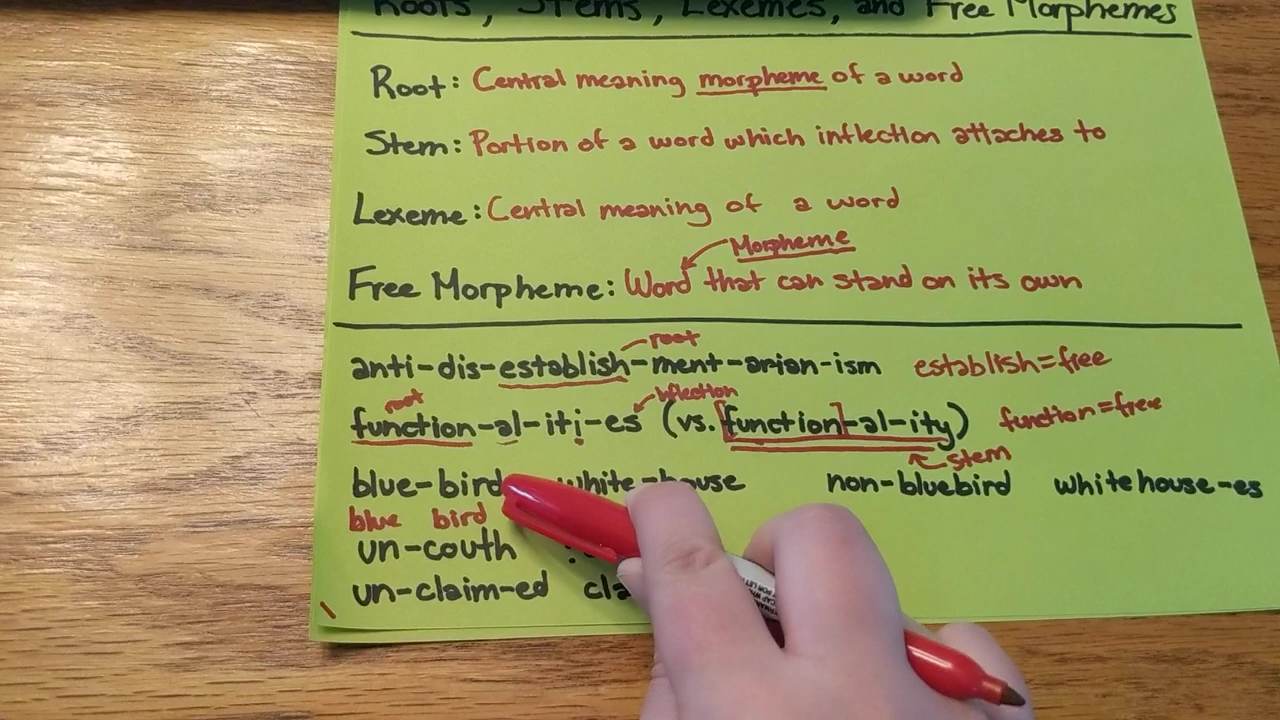 Roots, Stems, Lexemes, and Free Morphemes
Root: Central meaning morpheme of a word
Stem: Portion of a word which inflection attaches to
Lexeme: Central meaning of a word
Morpheme
Free Morpheme: Word that can stand on its own
root
anti-dis-establish-ment-arian-ism establish=free
root inflection
function-al-iti-es (vs. [function]-al-ity) function=free
stem
blue-bird white-house non-bluebird whitehouse-es
blue bird
un-couth
un-claim-ed